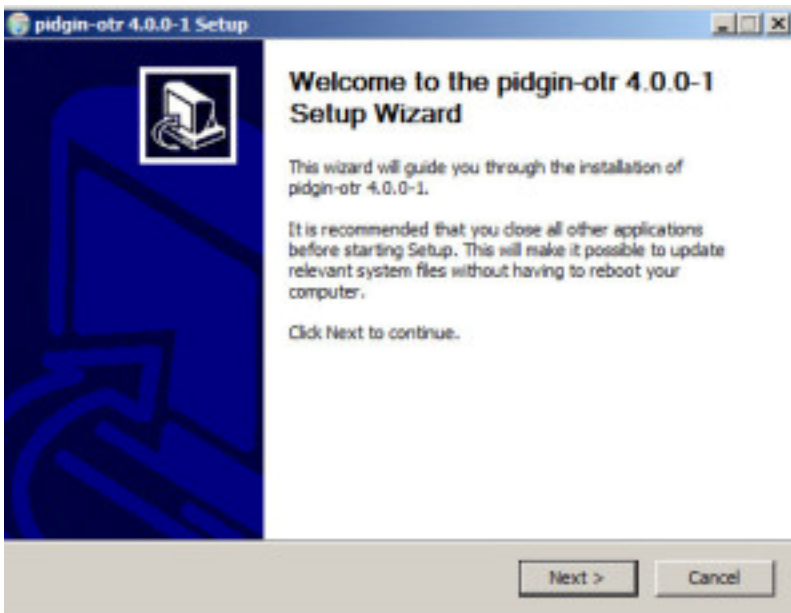 pidgin-otr 4.0.0-1 Setup
Welcome to the pidgin-otr 4.0.0-1
Setup Wizard
This wizard will guide you through the installation of
pidgin-otr 4.0.0-1.
It is recommended that you close all other applications
before starting Setup. This will make it possible to update
relevant system files without having to reboot your
computer.
Click Next to continue.
Next >
Cancel